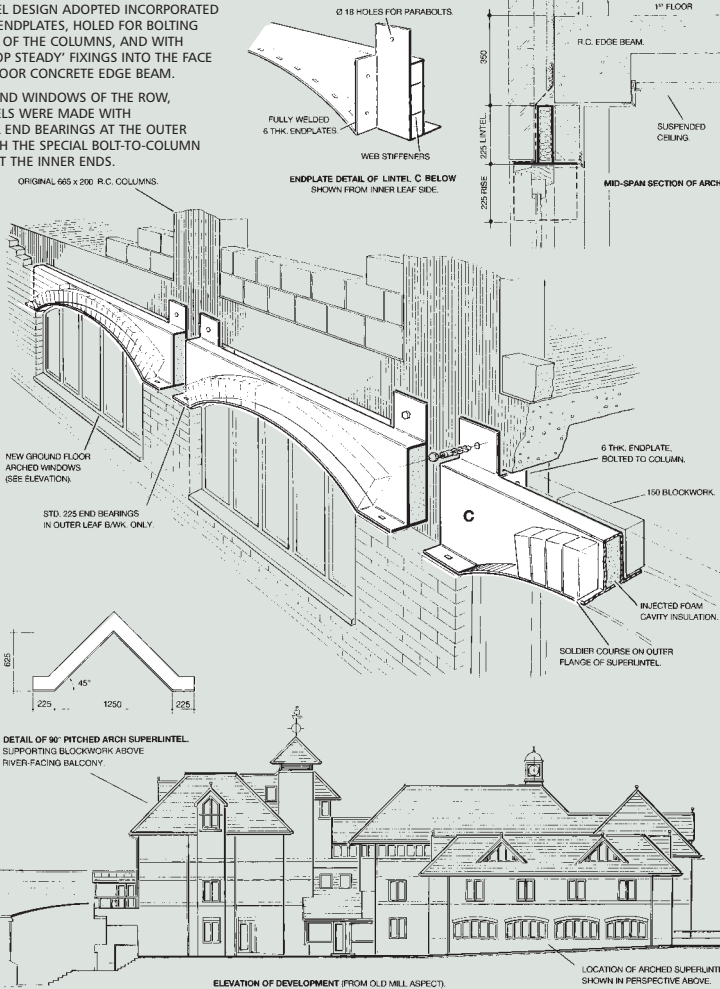 EL DESIGN ADOPTED INCORPORATED
ENDPLATES, HOLED FOR BOLTING
OF THE COLUMNS, AND WITH
OP STEADY' FIXINGS INTO THE FACE
OOR CONCRETE EDGE BEAM.
ND WINDOWS OF THE ROW,
ELS WERE MADE WITH
END BEARINGS AT THE OUTER
H THE SPECIAL BOLT-TO-COLUMN
T THE INNER ENDS.
Ø 18 HOLES FOR PARABOLTS.
FULLY WELDED
6 THK. ENDPLATES.
WEB STIFFENERS
ENDPLATE DETAIL OF LINTEL C BELOW
SHOWN FROM INNER LEAF SIDE.
1ST FLOOR
R.C. EDGE BEAM.
350
225 LINTEL.
225 RISE
SUSPENDED
CEILING.
MID-SPAN SECTION OF ARCH
ORIGINAL 665 x 200 R.C. COLUMNS.
NEW GROUND FLOOR
ARCHED WINDOWS
(SEE ELEVATION).
STD. 225 END BEARINGS
IN OUTER LEAF B/WK. ONLY.
6 THK. ENDPLATE,
BOLTED TO COLUMN.
150 BLOCKWORK.
C
INJECTED FOAM
CAVITY INSULATION.
SOLDIER COURSE ON OUTER
FLANGE OF SUPERLINTEL.
625
45°
225
1250
225
DETAIL OF 90° PITCHED ARCH SUPERLINTEL.
SUPPORTING BLOCKWORK ABOVE
RIVER-FACING BALCONY.
ELEVATION OF DEVELOPMENT (FROM OLD MILL ASPECT).
LOCATION OF ARCHED SUPERLINTE
SHOWN IN PERSPECTIVE ABOVE.